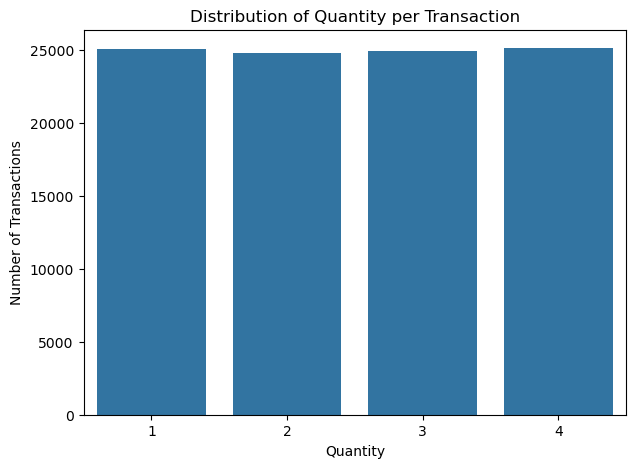 Distribution of Quantity per Transaction
25000
20000
15000
10000
5000
0
Number of Transactions
1 2 3 4
Quantity